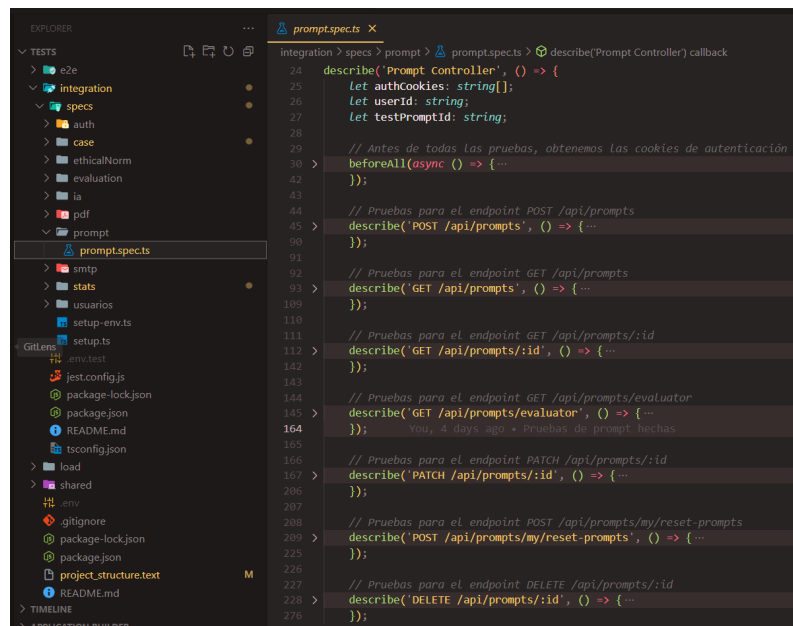 EXPLORER
TESTS
e2e
integration
specs
auth
case
ethicalNorm
evaluation
ia
pdf
prompt
prompt.spec.ts
smtp
stats
usuarios
setup-env.ts
setup.ts
GitLens
.env.test
jest.config.js
package-lock.json
package.json
README.md
tsconfig.json
load
shared
.env
.gitignore
package-lock.json
package.json
project_structure.text M
README.md
TIMELINE
APPLICATION BUILDER
prompt.spec.ts ×
integration > specs > prompt > prompt.spec.ts > describe('Prompt Controller') callback
24 describe('Prompt Controller', () => {
25 let authCookies: string[];
26 let userId: string;
27 let testPromptId: string;
28
29 // Antes de todas las pruebas, obtenemos las cookies de autenticación
30 > beforeAll(async () => {…
42 });
43
44 // Pruebas para el endpoint POST /api/prompts
45 > describe('POST /api/prompts', () => {…
90 });
91
92 // Pruebas para el endpoint GET /api/prompts
93 > describe('GET /api/prompts', () => {…
109 });
110
111 // Pruebas para el endpoint GET /api/prompts/:id
112 > describe('GET /api/prompts/:id', () => {…
142 });
143
144 // Pruebas para el endpoint GET /api/prompts/evaluator
145 > describe('GET /api/prompts/evaluator', () => {…
164 }); You, 4 days ago • Pruebas de prompt hechas
165
166 // Pruebas para el endpoint PATCH /api/prompts/:id
167 > describe('PATCH /api/prompts/:id', () => {…
206 });
207
208 // Pruebas para el endpoint POST /api/prompts/my/reset-prompts
209 > describe('POST /api/prompts/my/reset-prompts', () => {…
225 });
226
227 // Pruebas para el endpoint DELETE /api/prompts/:id
228 > describe('DELETE /api/prompts/:id', () => {…
276 });